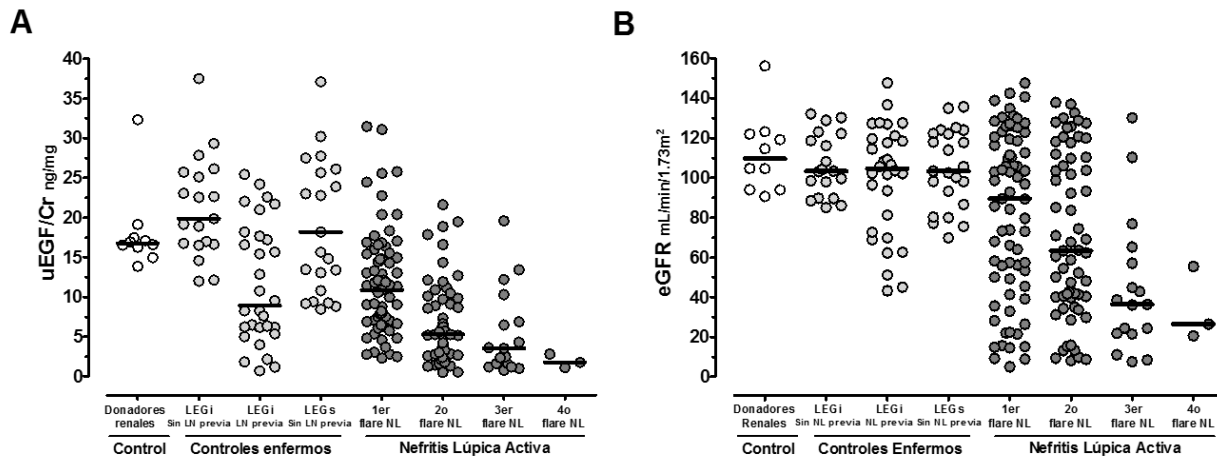 A
uEGF/Cr ng/mg
40
35
30
25
20
15
10
5
0
Donadores LEGi LEGi LEGs 1er 2o 3er 4o
renales Sin LN previa LN previa Sin LN previa flare NL flare NL flare NL flare NL
Control Controles enfermos Nefritis Lúpica Activa
B
eGFR mL/min/1.73m²
160
140
120
100
80
60
40
20
0
Donadores LEGi LEGi LEGs 1er 2o 3er 4o
Renales Sin NL previa NL previa Sin NL previa flare NL flare NL flare NL flare NL
Control Controles Enfermos Nefritis Lúpica Activa